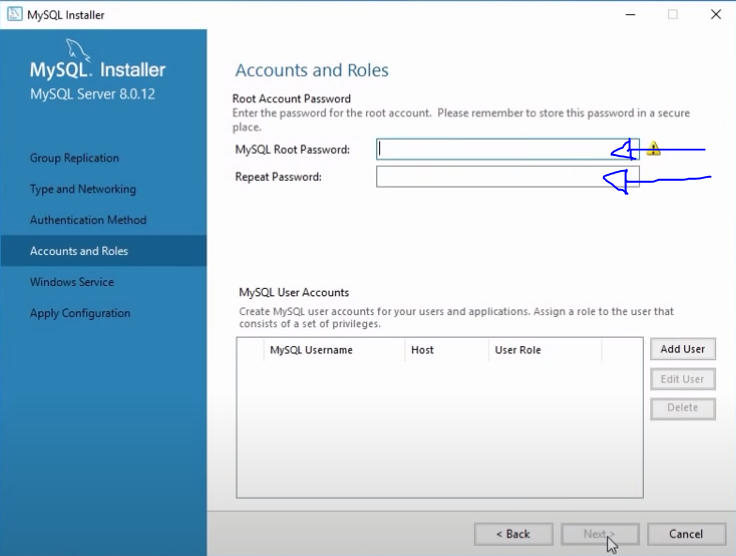 MySQL Installer
MySQL. Installer
MySQL Server 8.0.12
Group Replication
Type and Networking
Authentication Method
Accounts and Roles
Windows Service
Apply Configuration
Accounts and Roles
Root Account Password
Enter the password for the root account. Please remember to store this password in a secure
place.
MySQL Root Password:
Repeat Password:
MySQL User Accounts
Create MySQL user accounts for your users and applications. Assign a role to the user that
consists of a set of privileges.
MySQL Username Host User Role
Add User
Edit User
Delete
< Back Next > Cancel